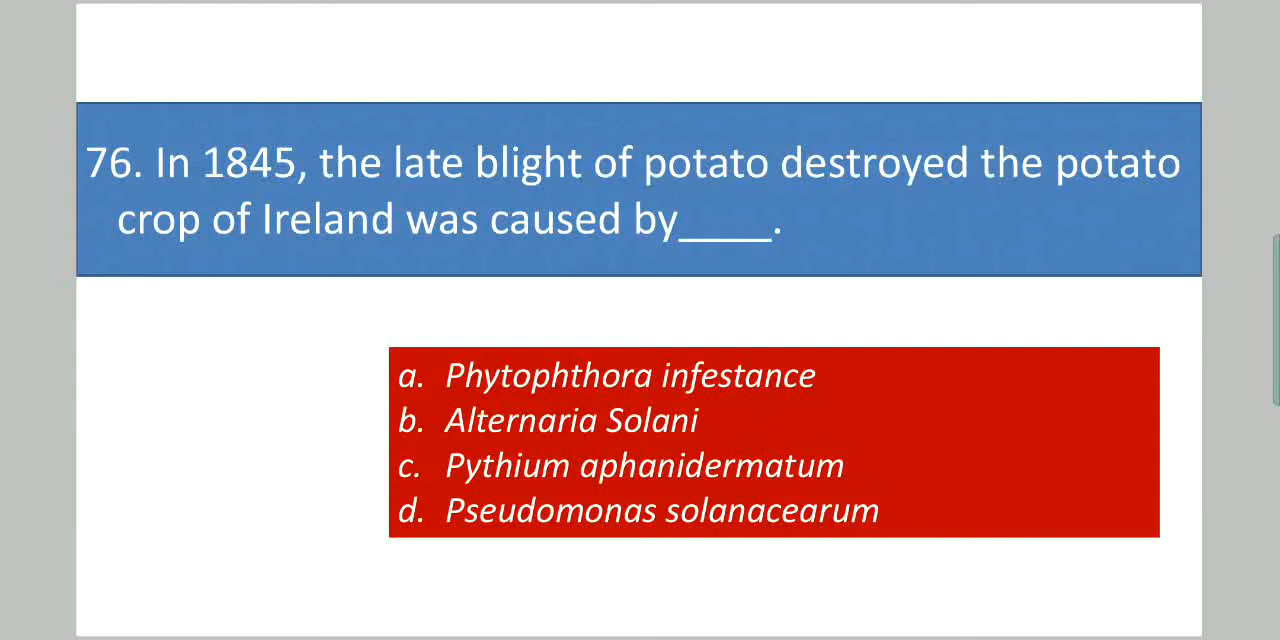 76. In 1845, the late blight of potato destroyed the potato
crop of Ireland was caused by____.
a. Phytophthora infestance
b. Alternaria Solani
c. Pythium aphanidermatum
d. Pseudomonas solanacearum